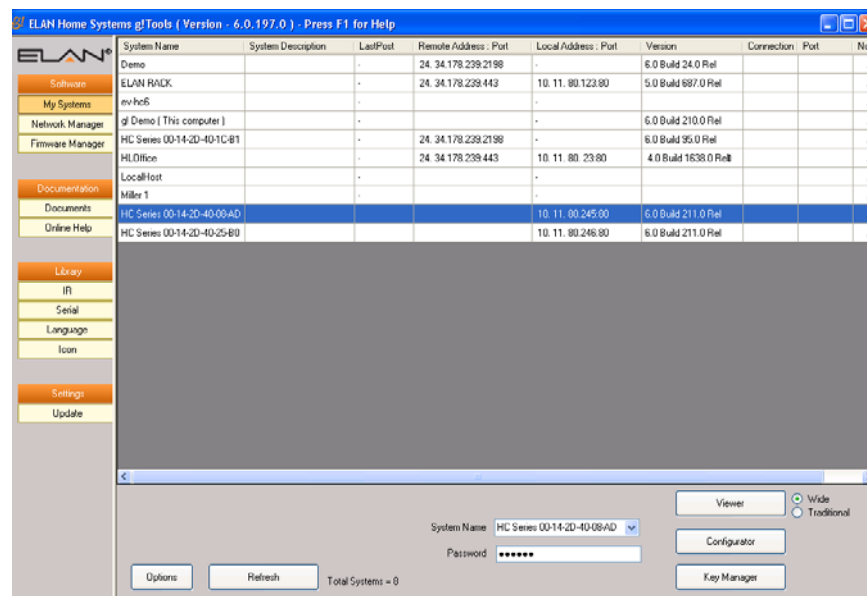 g! ELAN Home Systems g!Tools ( Version - 6.0.197.0 ) - Press F1 for Help
ELAN
Software
My Systems
Network Manager
Firmware Manager
Documentation
Documents
Online Help
Library
IR
Serial
Language
Icon
Settings
Update
System Name System Description LastPost Remote Address : Port Local Address : Port Version Connection Port
Demo - 24. 34.178.239:2198 - 6.0 Build 24.0 Rel
ELAN RACK - 24. 34.178.239:443 10. 11. 80.123:80 5.0 Build 687.0 Rel
ev-hc6 - -
g! Demo ( This computer ) - - 6.0 Build 210.0 Rel
HC Series 00-14-2D-40-1C-B1 - 24. 34.178.239:2198 - 6.0 Build 95.0 Rel
HLOffice - 24. 34.178.239:443 10. 11. 80. 23:80 4.0 Build 1638.0 Rel
LocalHost - -
Miller 1 - -
HC Series 00-14-2D-40-08-AD 10. 11. 80.245:80 6.0 Build 211.0 Rel
HC Series 00-14-2D-40-25-B0 10. 11. 80.246:80 6.0 Build 211.0 Rel
Viewer
Wide
Traditional
System Name HC Series 00-14-2D-40-08-AD
Configurator
Password ••••••
Options
Refresh
Total Systems = 8
Key Manager